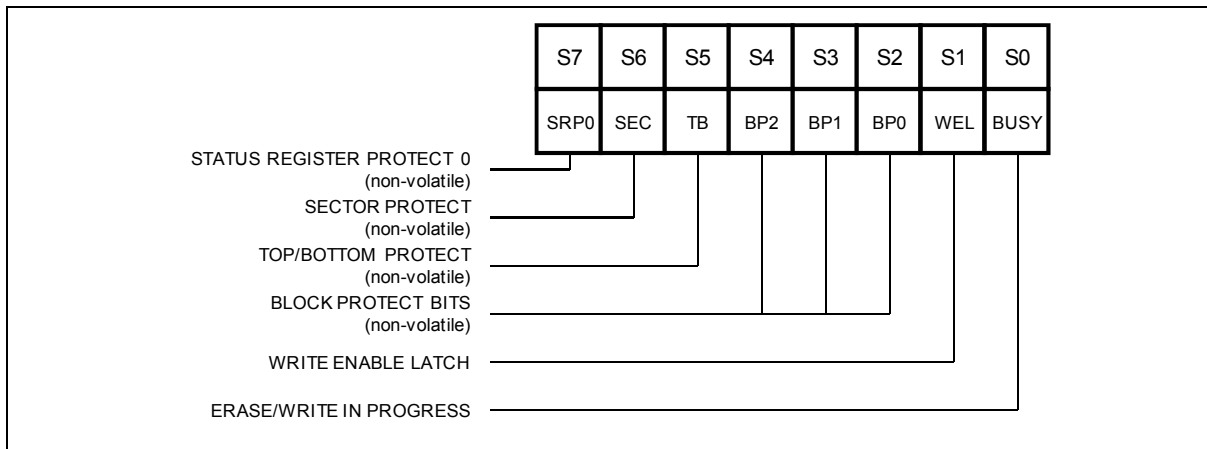 S7 S6 S5 S4 S3 S2 S1 S0
SRP0 SEC TB BP2 BP1 BP0 WEL BUSY
STATUS REGISTER PROTECT 0
(non-volatile)
SECTOR PROTECT
(non-volatile)
TOP/BOTTOM PROTECT
(non-volatile)
BLOCK PROTECT BITS
(non-volatile)
WRITE ENABLE LATCH
ERASE/WRITE IN PROGRESS